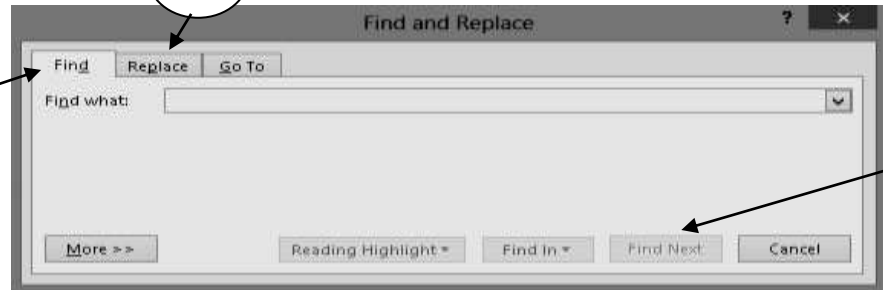 Find and Replace ? ×
Find Replace Go To
Find what:
More >> Reading Highlight Find In Find Next Cancel